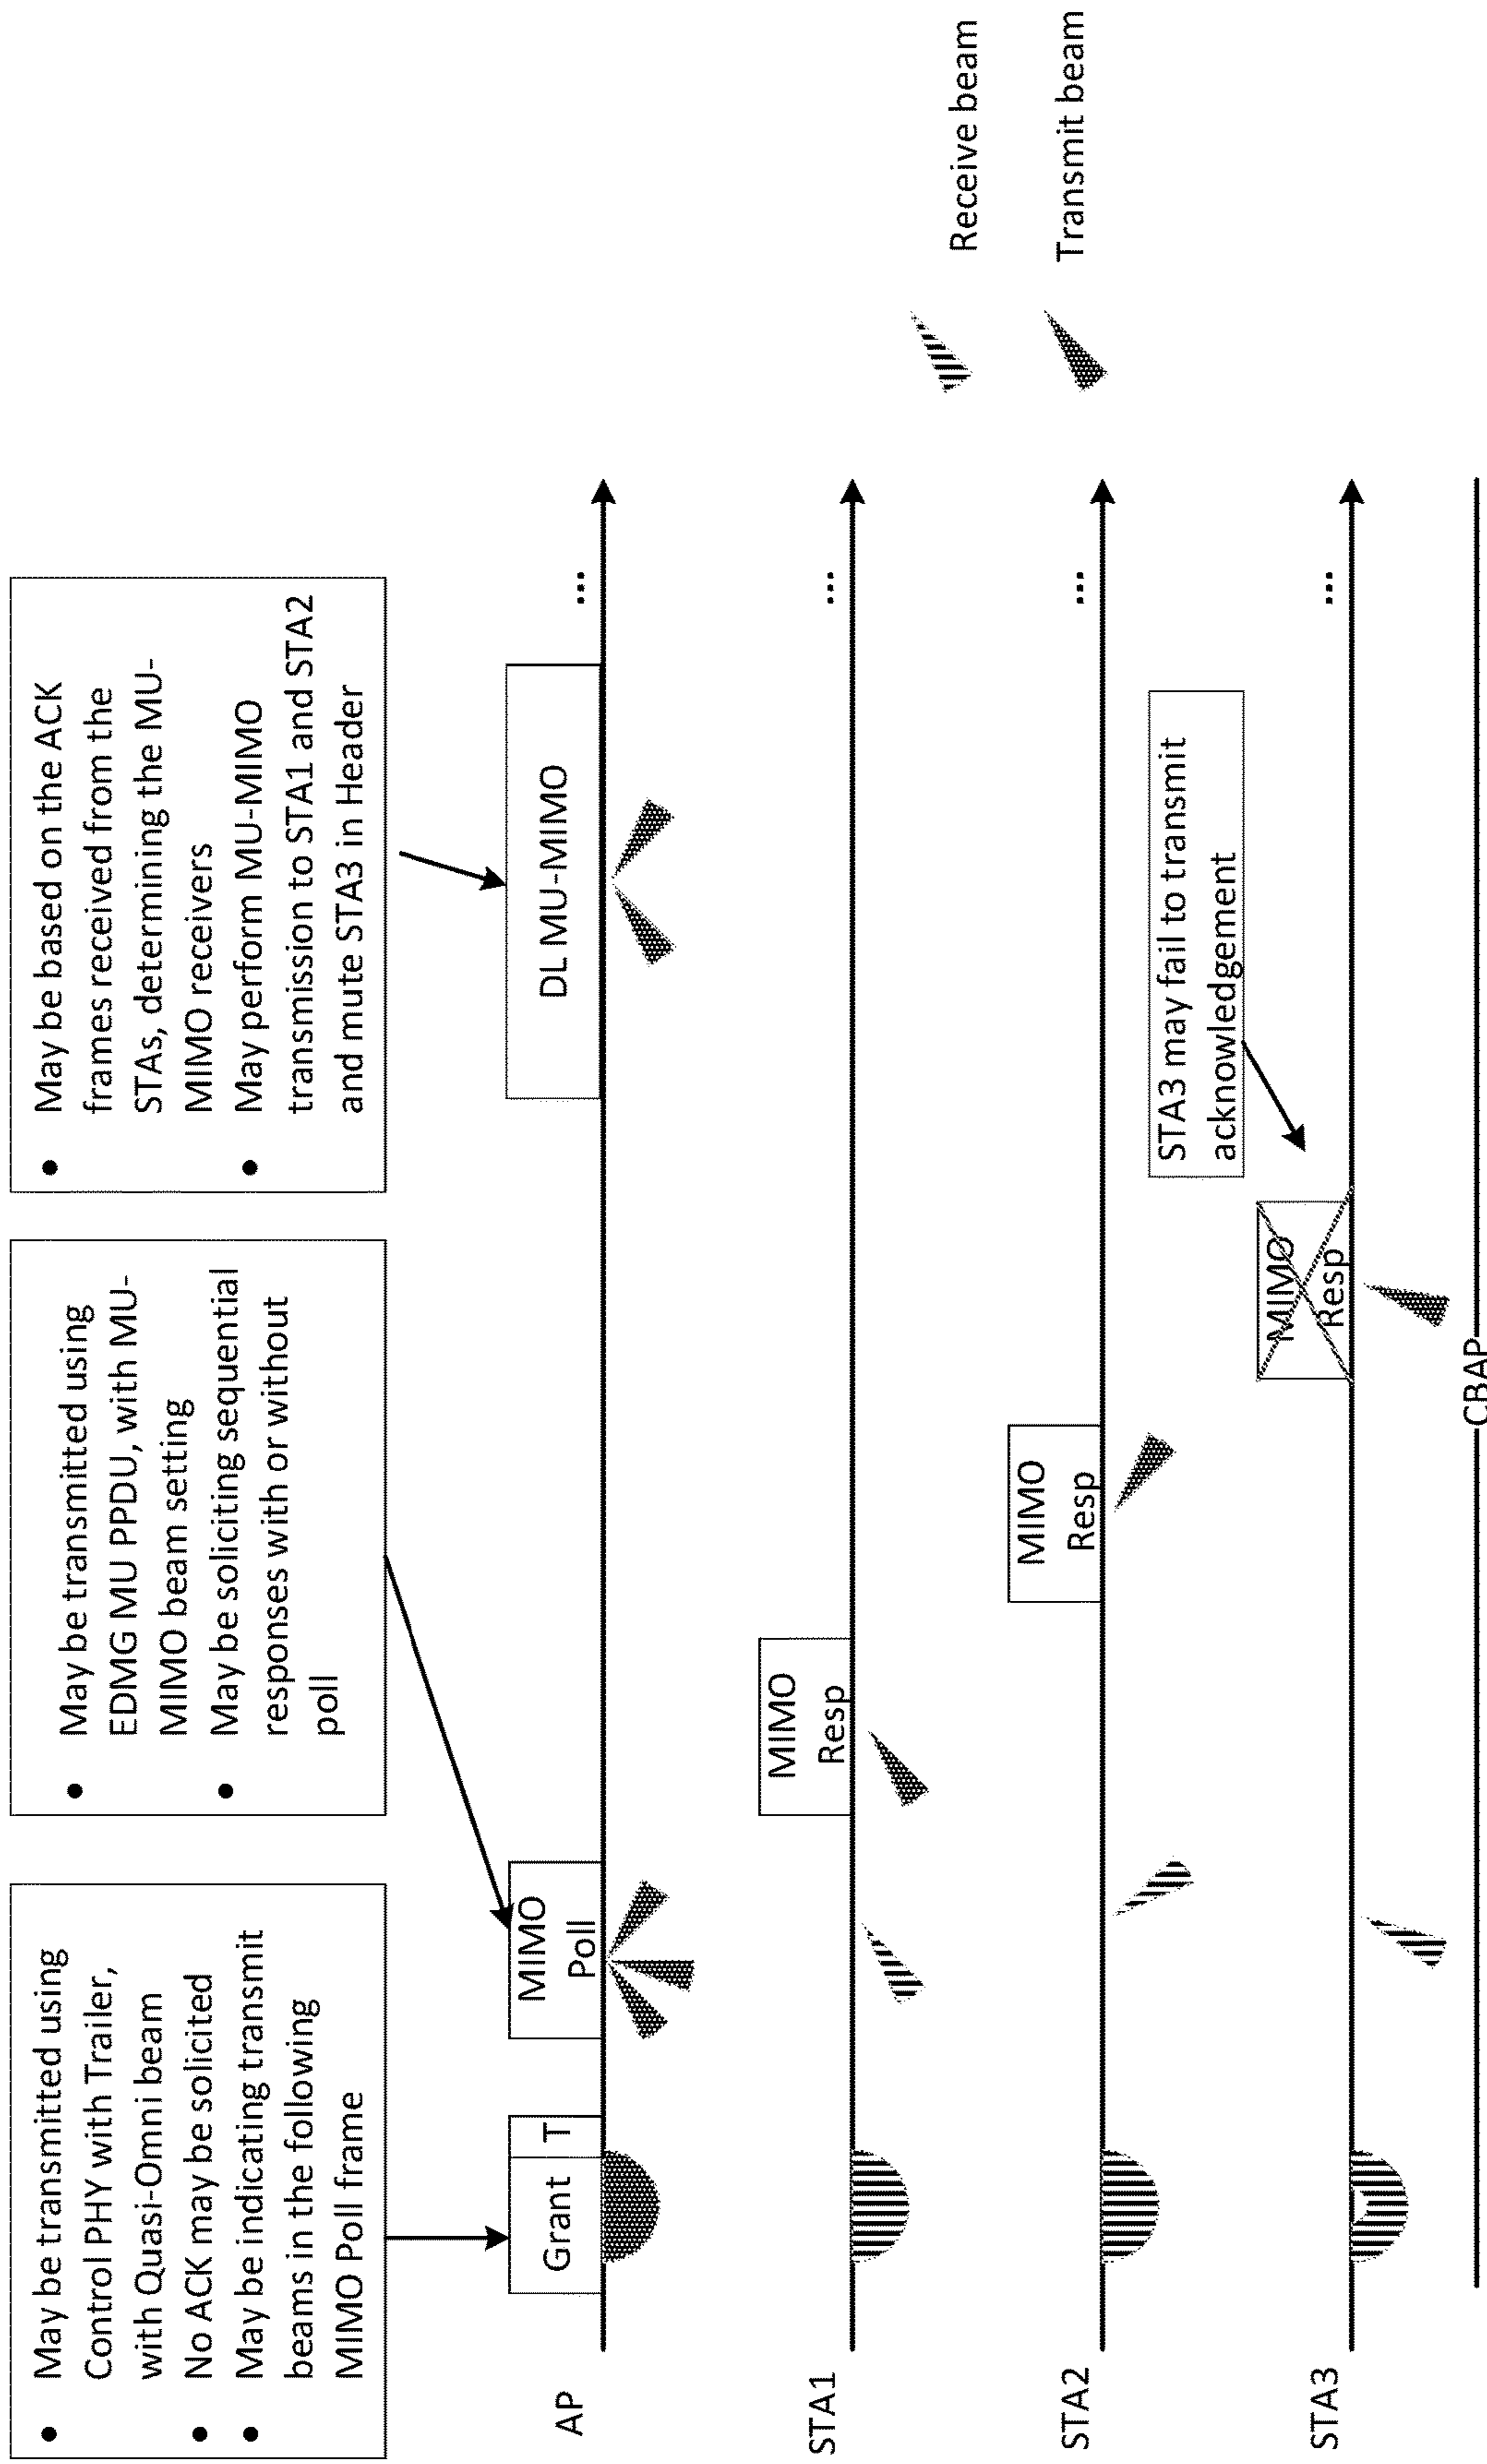 • May be transmitted using
Control PHY with Trailer,
with Quasi-Omni beam
• No ACK may be solicited
• May be indicating transmit
beams in the following
MIMO Poll frame
• May be transmitted using
EDMG MU PPDU, with MU-
MIMO beam setting
• May be soliciting sequential
responses with or without
poll
• May be based on the ACK
frames received from the
STAs, determining the MU-
MIMO receivers
• May perform MU-MIMO
transmission to STA1 and STA2
and mute STA3 in Header
AP
Grant
T
MIMO
Poll
DL MU-MIMO
...
STA1
MIMO
Resp
...
STA2
MIMO
Resp
...
STA3 may fail to transmit
acknowledgement
STA3
MIMO
Resp
...
CBAP
Receive beam
Transmit beam